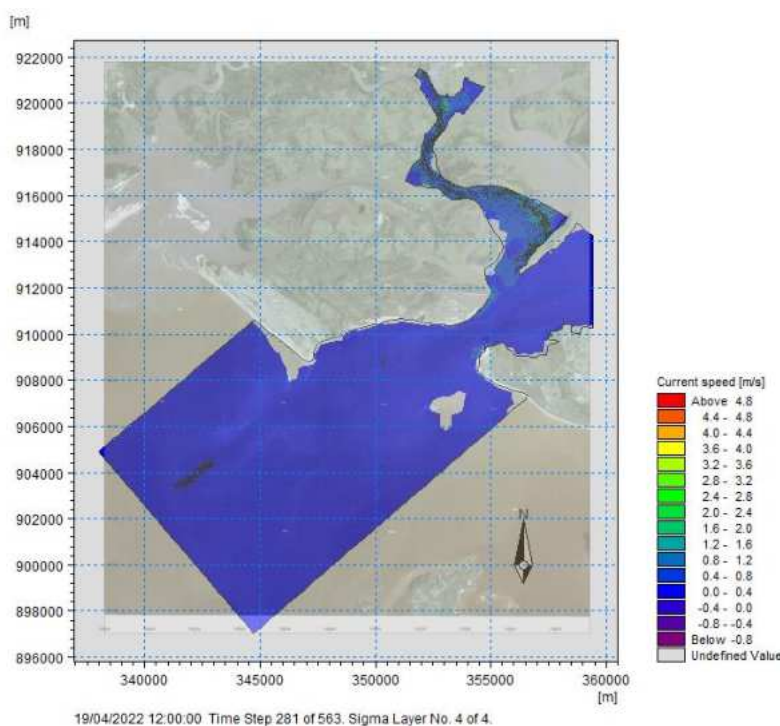 [m]
922000
920000
918000
916000
914000
912000
910000
908000
906000
904000
902000
900000
898000
896000
340000
345000
350000
355000
360000
[m]
N
Current speed [m/s]
Above 4.8
4.4 - 4.8
4.0 - 4.4
3.6 - 4.0
3.2 - 3.6
2.8 - 3.2
2.4 - 2.8
2.0 - 2.4
1.6 - 2.0
1.2 - 1.6
0.8 - 1.2
0.4 - 0.8
0.0 - 0.4
-0.4 - 0.0
-0.8 - -0.4
Below -0.8
Undefined Value
19/04/2022 12:00:00 Time Step 281 of 563. Sigma Layer No. 4 of 4.